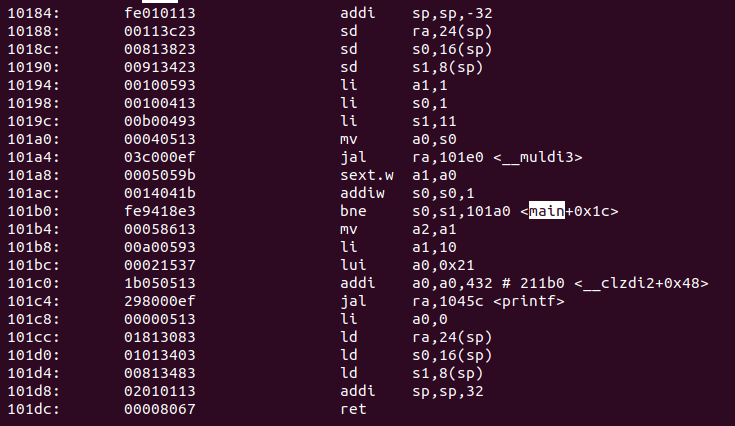 10184: fe010113 addi sp,sp,-32
10188: 00113c23 sd ra,24(sp)
1018c: 00813823 sd s0,16(sp)
10190: 00913423 sd s1,8(sp)
10194: 00100593 li a1,1
10198: 00100413 li s0,1
1019c: 00b00493 li s1,11
101a0: 00040513 mv a0,s0
101a4: 03c000ef jal ra,101e0 <__muldi3>
101a8: 0005059b sext.w a1,a0
101ac: 0014041b addiw s0,s0,1
101b0: fe9418e3 bne s0,s1,101a0 <main+0x1c>
101b4: 00058613 mv a2,a1
101b8: 00a00593 li a1,10
101bc: 00021537 lui a0,0x21
101c0: 1b050513 addi a0,a0,432 # 211b0 <__clzdi2+0x48>
101c4: 298000ef jal ra,1045c <printf>
101c8: 00000513 li a0,0
101cc: 01813083 ld ra,24(sp)
101d0: 01013403 ld s0,16(sp)
101d4: 00813483 ld s1,8(sp)
101d8: 02010113 addi sp,sp,32
101dc: 00008067 ret